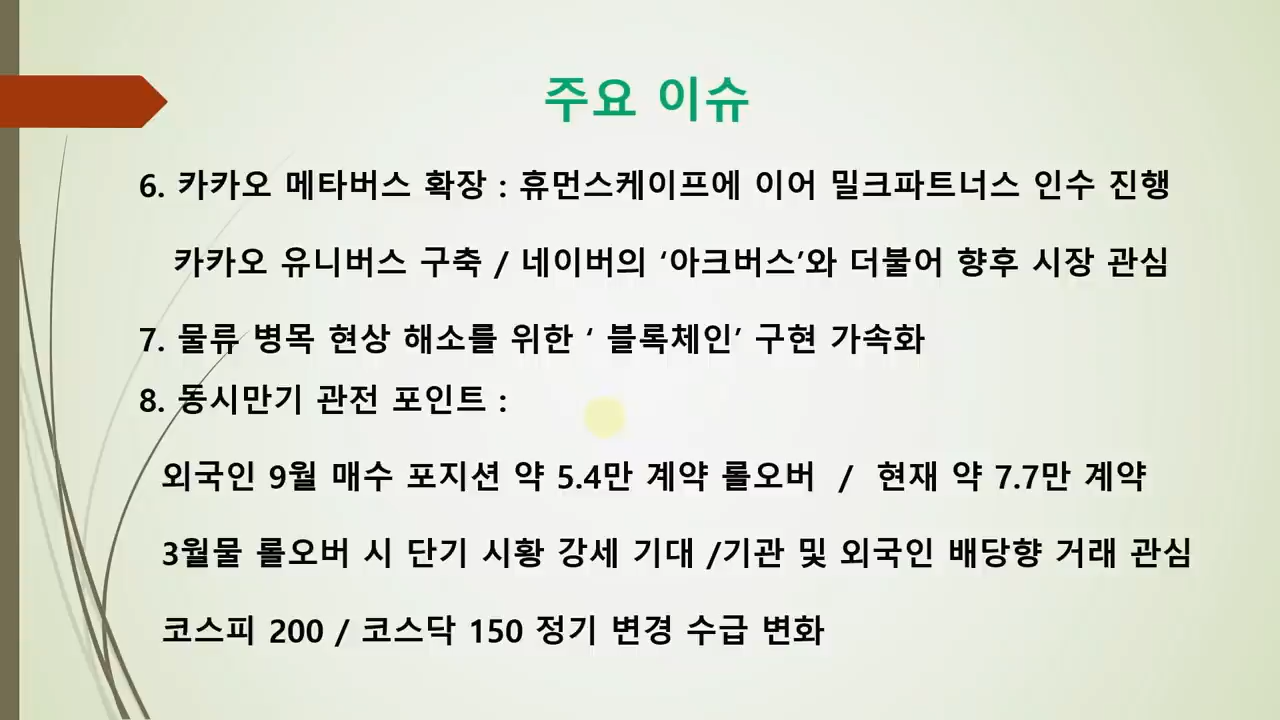 주요 이슈
6. 카카오 메타버스 확장 : 휴먼스케이프에 이어 밀크파트너스 인수 진행
카카오 유니버스 구축 / 네이버의 ‘아크버스’와 더불어 향후 시장 관심
7. 물류 병목 현상 해소를 위한 ‘ 블록체인’ 구현 가속화
8. 동시만기 관전 포인트 :
외국인 9월 매수 포지션 약 5.4만 계약 롤오버 / 현재 약 7.7만 계약
3월물 롤오버 시 단기 시황 강세 기대 /기관 및 외국인 배당향 거래 관심
코스피 200 / 코스닥 150 정기 변경 수급 변화